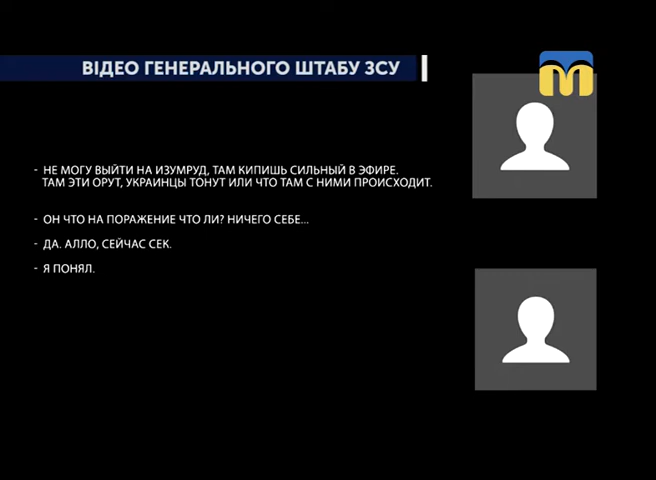 ВІДЕО ГЕНЕРАЛЬНОГО ШТАБУ ЗСУ
- НЕ МОГУ ВЫЙТИ НА ИЗУМРУД, ТАМ КИПИШЬ СИЛЬНЫЙ В ЭФИРЕ.
ТАМ ЭТИ ОРУТ, УКРАИНЦЫ ТОНУТ ИЛИ ЧТО ТАМ С НИМИ ПРОИСХОДИТ.
- ОН ЧТО НА ПОРАЖЕНИЕ ЧТО ЛИ? НИЧЕГО СЕБЕ...
- ДА. АЛЛО, СЕЙЧАС СЕК.
- Я ПОНЯЛ.